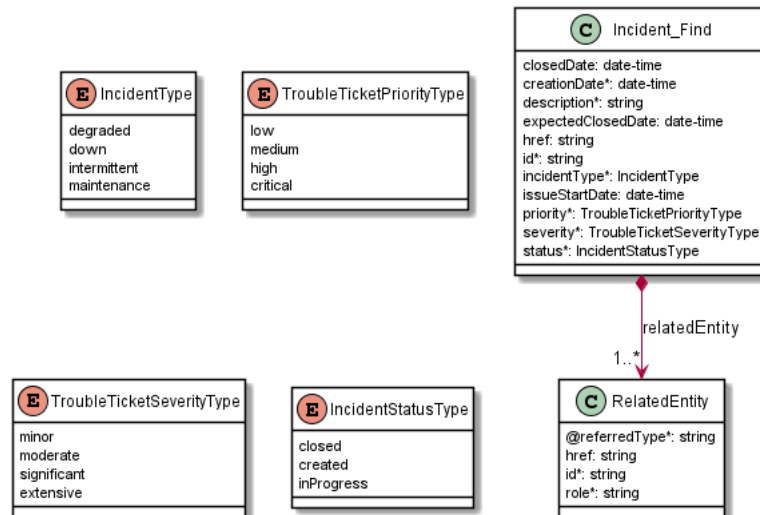 C Incident_Find
closedDate: date-time
creationDate*: date-time
description*: string
expectedClosedDate: date-time
href: string
id*: string
incidentType*: IncidentType
issueStartDate: date-time
priority*: TroubleTicketPriorityType
severity*: TroubleTicketSeverityType
status*: IncidentStatusType
E IncidentType
degraded
down
intermittent
maintenance
E TroubleTicketPriorityType
low
medium
high
critical
relatedEntity
1..*
E TroubleTicketSeverityType
minor
moderate
significant
extensive
E IncidentStatusType
closed
created
inProgress
C RelatedEntity
@referredType*: string
href: string
id*: string
role*: string